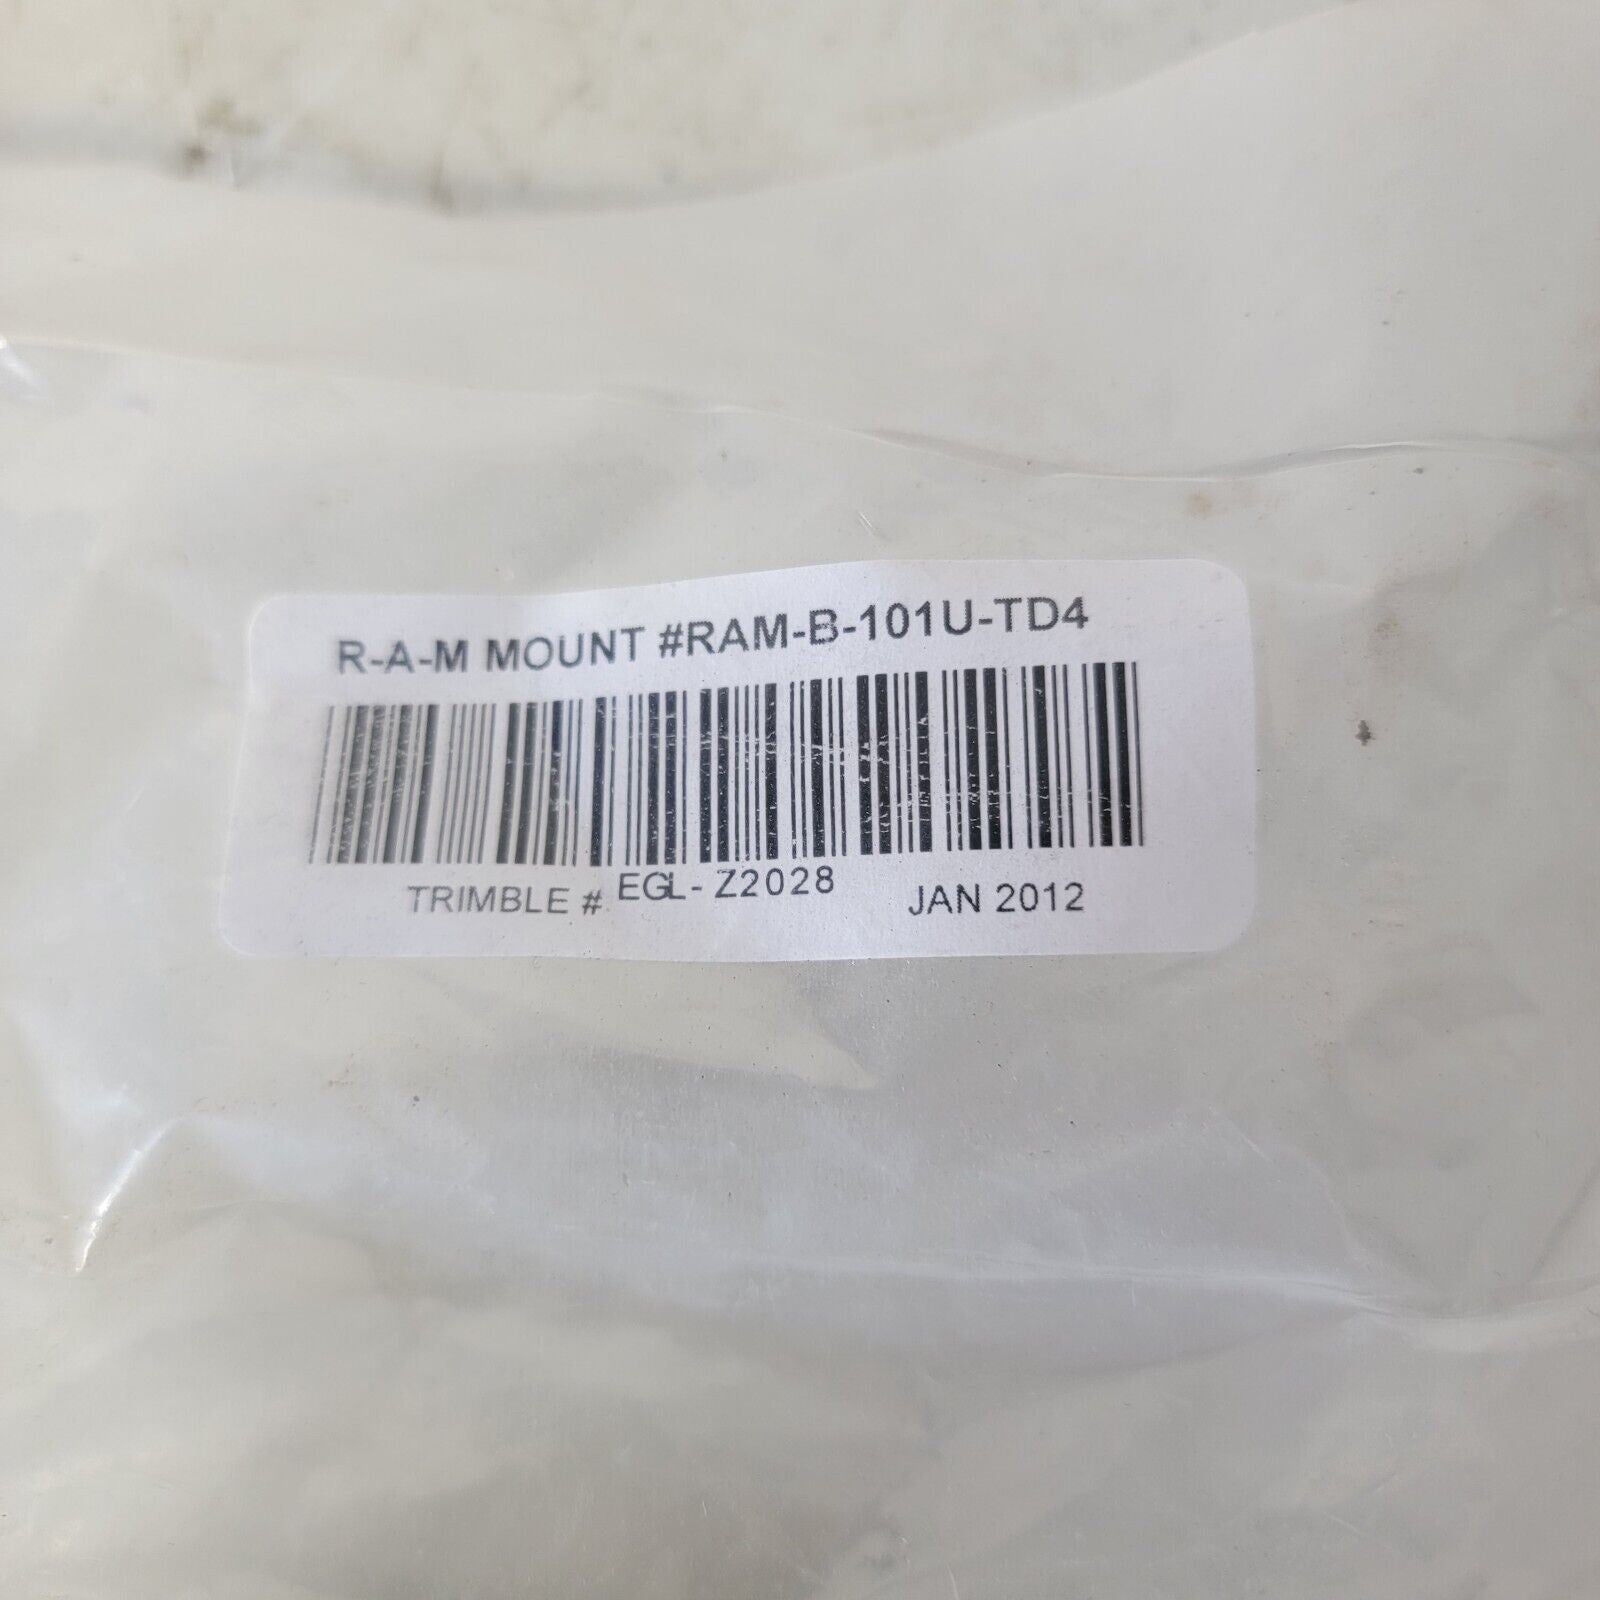 R-A-M MOUNT #RAM-B-101U-TD4
TRIMBLE # EGL- Z2028 JAN 2012